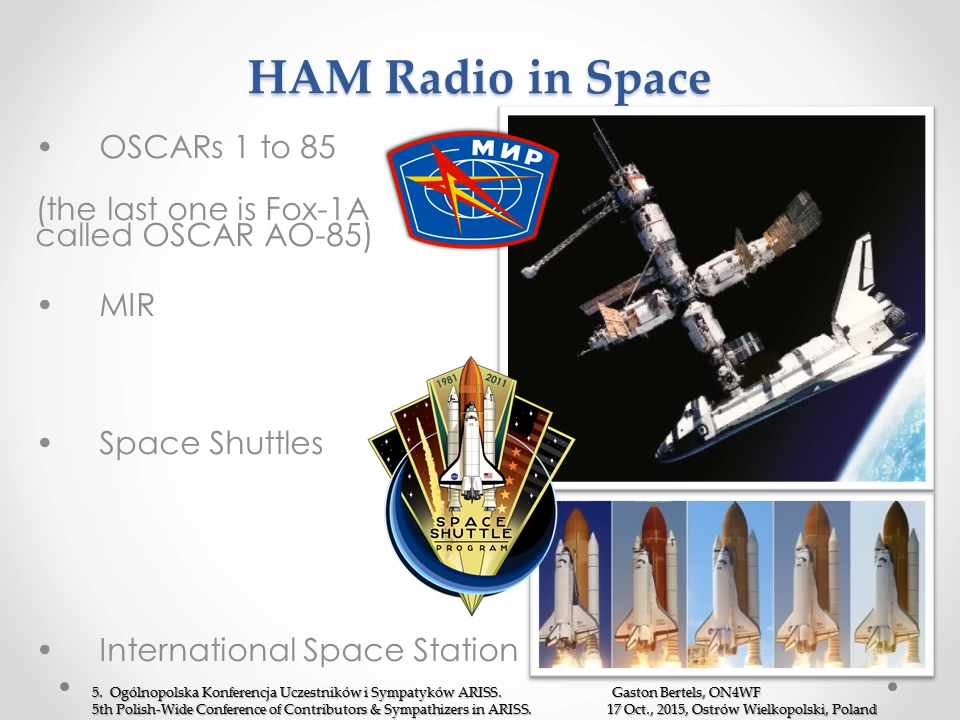 HAM Radio in Space
• OSCARs 1 to 85
(the last one is Fox-1A
called OSCAR AO-85)
• MIR
• Space Shuttles
• International Space Station
МИР
1981 2011
SPACE
SHUTTLE
PROGRAM
5. Ogólnopolska Konferencja Uczestników i Sympatyków ARISS. Gaston Bertels, ON4WF
5th Polish-Wide Conference of Contributors & Sympathizers in ARISS. 17 Oct., 2015, Ostrów Wielkopolski, Poland